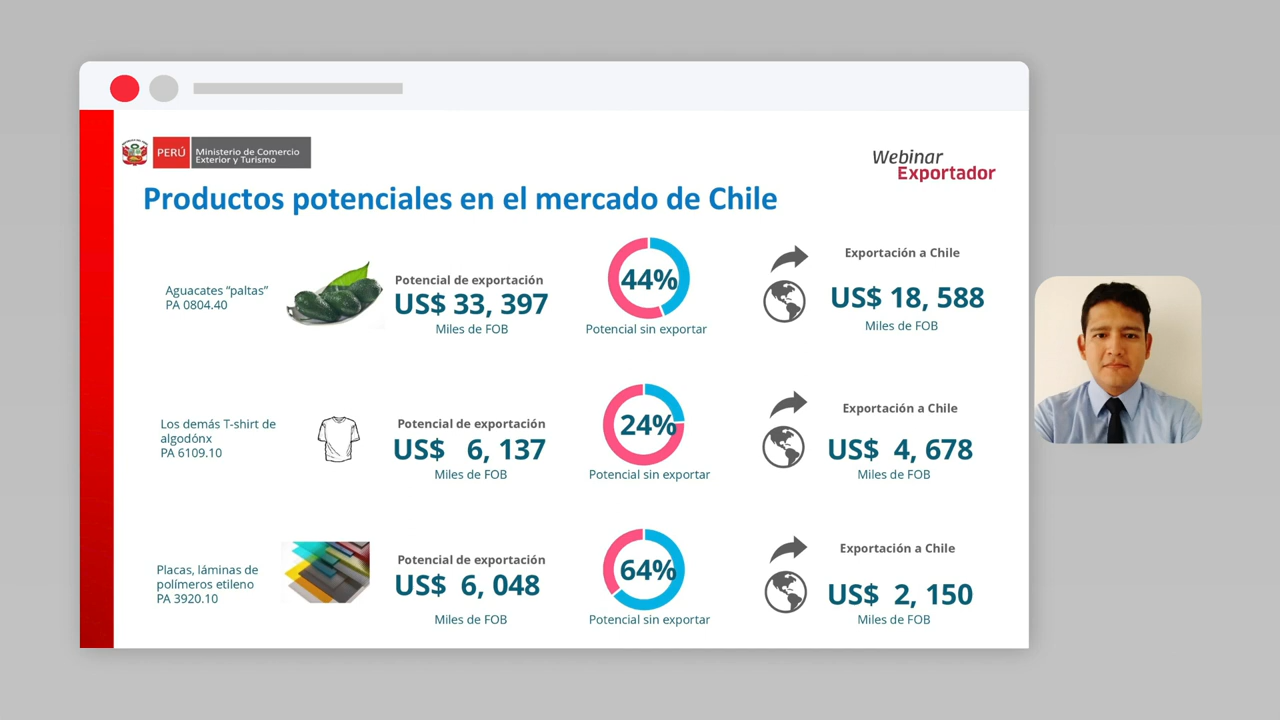 PERÚ
Ministerio de Comercio
Exterior y Turismo
Webinar
Exportador
Productos potenciales en el mercado de Chile
Aguacates “paltas”
PA 0804.40
Potencial de exportación
US$ 33, 397
Miles de FOB
44%
Potencial sin exportar
Exportación a Chile
US$ 18, 588
Miles de FOB
Los demás T-shirt de
algodónx
PA 6109.10
Potencial de exportación
US$ 6, 137
Miles de FOB
24%
Potencial sin exportar
Exportación a Chile
US$ 4, 678
Miles de FOB
Placas, láminas de
polímeros etileno
PA 3920.10
Potencial de exportación
US$ 6, 048
Miles de FOB
64%
Potencial sin exportar
Exportación a Chile
US$ 2, 150
Miles de FOB